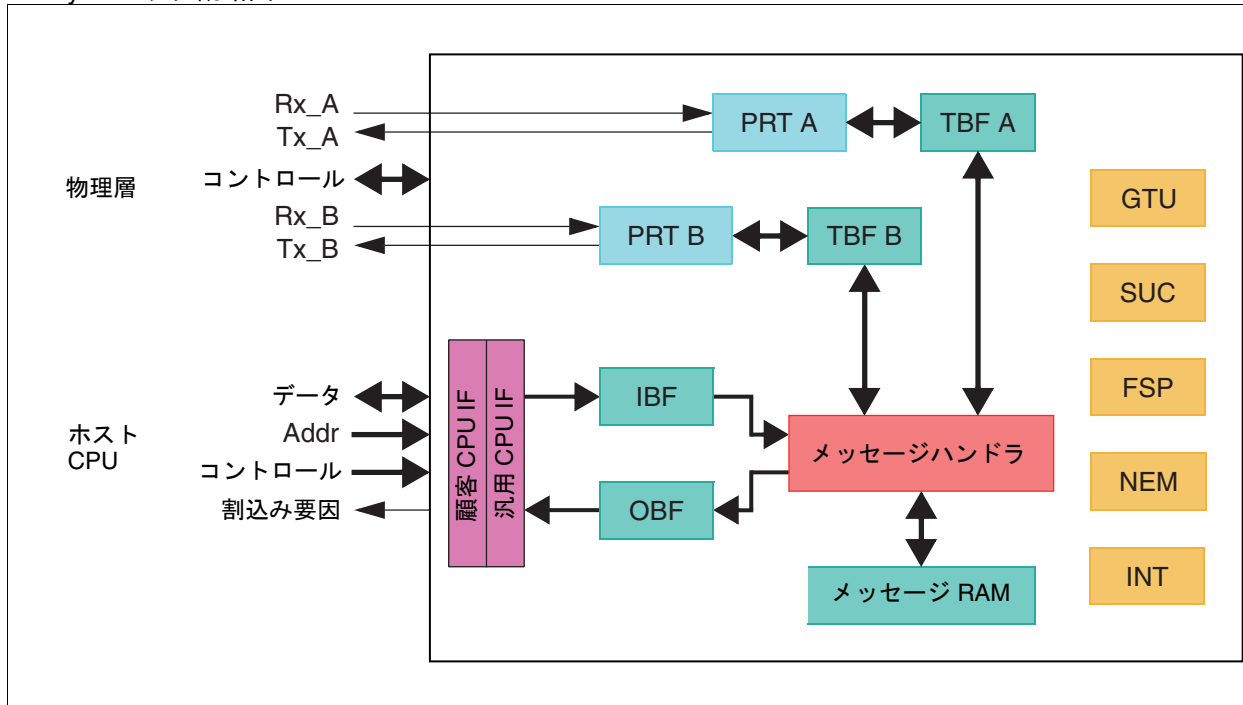 Rx_A
Tx_A
物理層
コントロール
Rx_B
Tx_B
PRT A
TBF A
PRT B
TBF B
GTU
SUC
FSP
NEM
INT
ホスト
CPU
データ
Addr
コントロール
割込み要因
顧客 CPU IF
汎用 CPU IF
IBF
OBF
メッセージハンドラ
メッセージ RAM